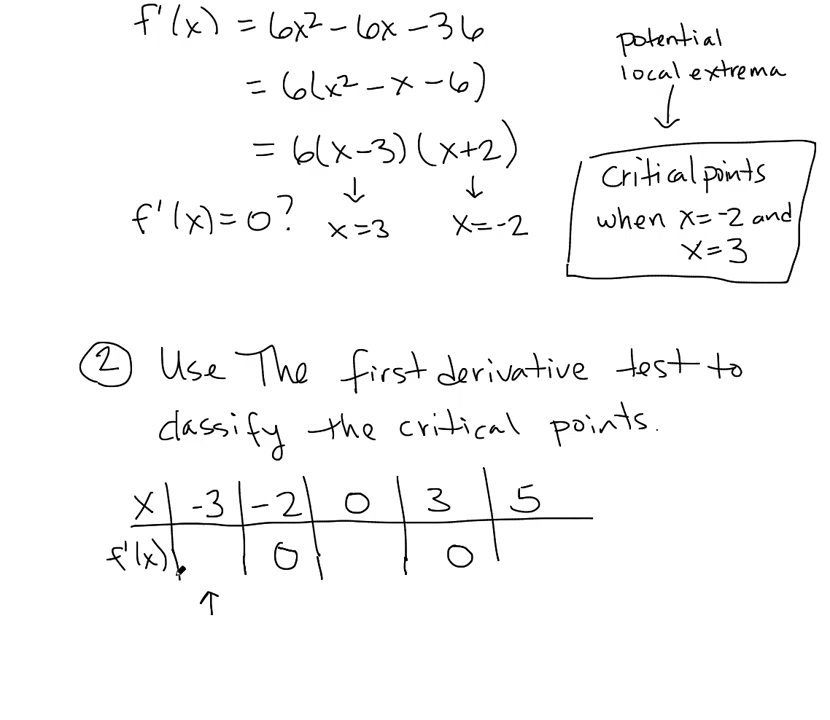 f'(x) = 6x² - 6x - 36
= 6(x² - x - 6)
= 6(x-3)(x+2)
↓ ↓
f'(x)=0? x=3 x=-2
potential
local extrema
↓
Critical points
when x=-2 and
x=3
② Use The first derivative test to
classify the critical points.
x | -3 | -2 | 0 | 3 | 5
f'(x) | | 0 | | 0 |
↑